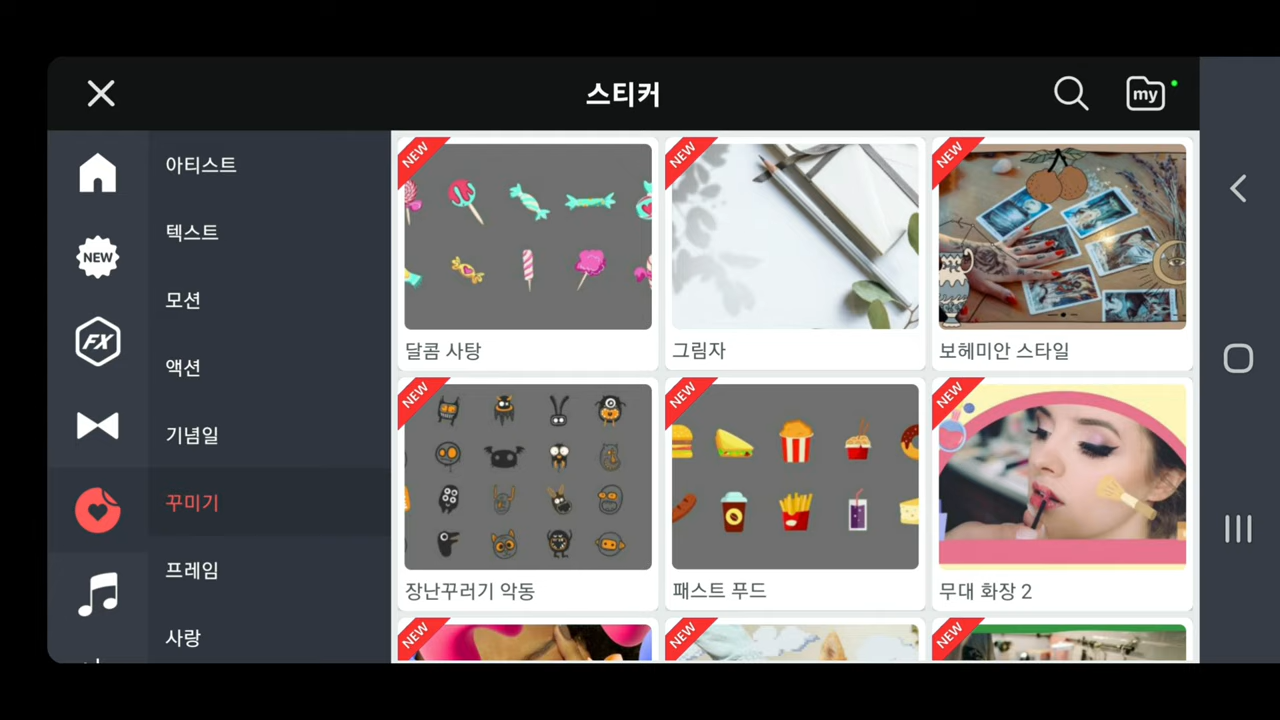 스티커
my
아티스트
텍스트
모션
액션
기념일
꾸미기
프레임
사랑
NEW
FX
NEW
달콤 사탕
NEW
그림자
NEW
보헤미안 스타일
NEW
장난꾸러기 악동
NEW
패스트 푸드
NEW
무대 화장 2
NEW
NEW
NEW